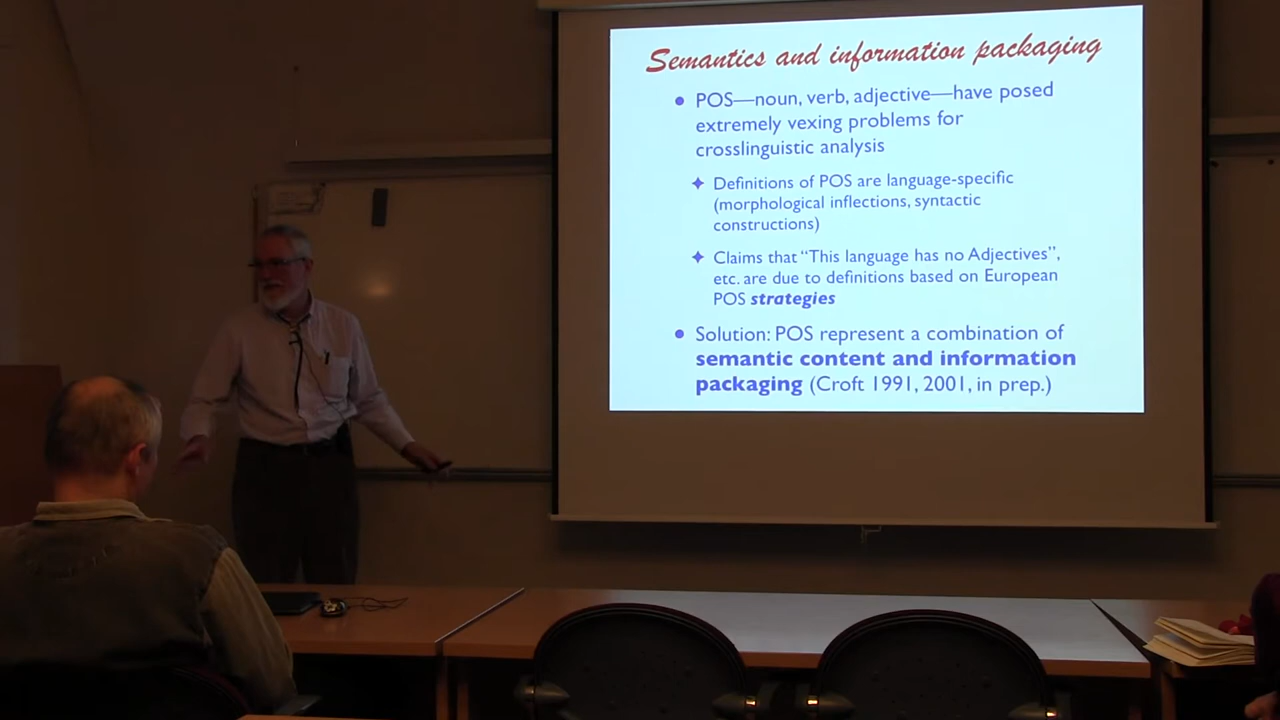 Semantics and information packaging
● POS—noun, verb, adjective—have posed
extremely vexing problems for
crosslinguistic analysis
✦ Definitions of POS are language-specific
(morphological inflections, syntactic
constructions)
✦ Claims that “This language has no Adjectives”,
etc. are due to definitions based on European
POS strategies
● Solution: POS represent a combination of
semantic content and information
packaging (Croft 1991, 2001, in prep.)